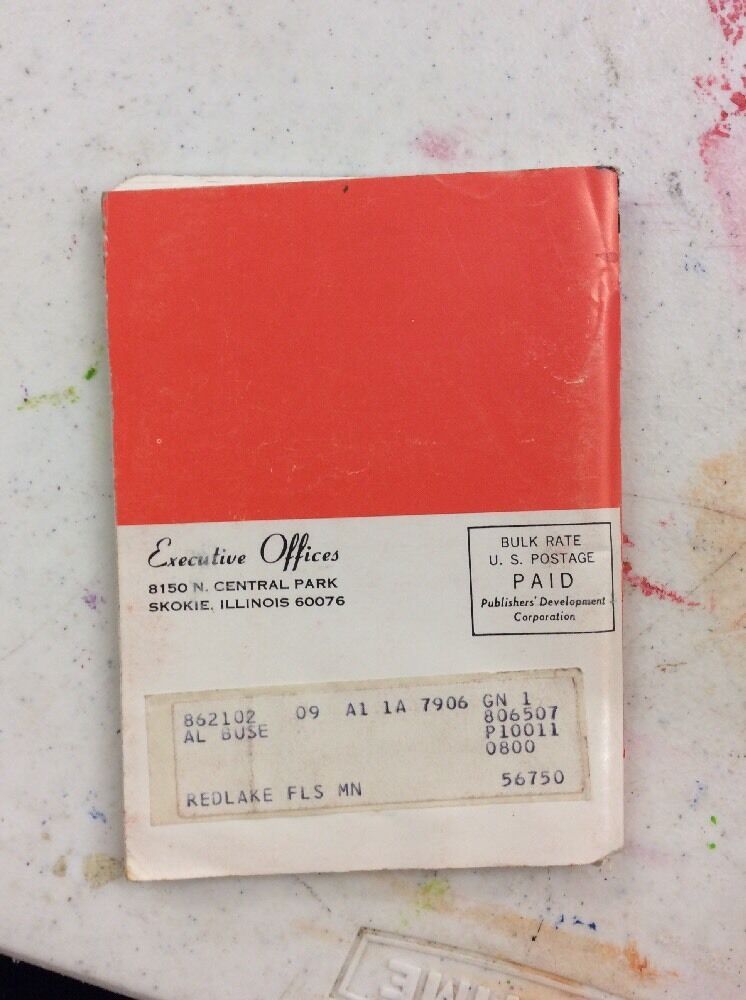 Executive Offices
8150 N. CENTRAL PARK
SKOKIE, ILLINOIS 60076
BULK RATE
U. S. POSTAGE
PAID
Publishers' Development
Corporation
862102 09 A1 1A 7906 GN 1
AL BUSE 806507
P10011
0800
REDLAKE FLS MN 56750